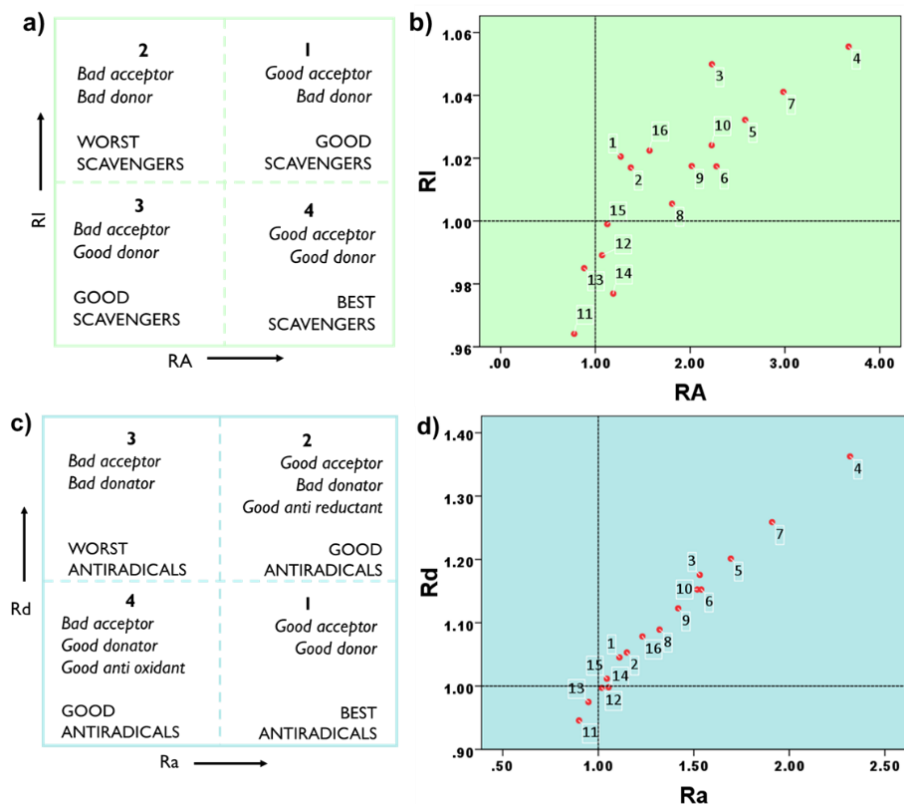 a)
2
Bad acceptor
Bad donor
WORST
SCAVENGERS
1
Good acceptor
Bad donor
GOOD
SCAVENGERS
3
Bad acceptor
Good donor
GOOD
SCAVENGERS
4
Good acceptor
Good donor
BEST
SCAVENGERS
RI
RA
b)
1.06
1.04
1.02
1.00
.98
.96
RI
4
3
7
10
5
16
1
2
9
6
15
8
12
14
13
11
.00
1.00
2.00
3.00
4.00
RA
c)
3
Bad acceptor
Bad donator
WORST
ANTIRADICALS
2
Good acceptor
Bad donator
Good anti reductant
GOOD
ANTIRADICALS
4
Bad acceptor
Good donator
Good anti oxidant
GOOD
ANTIRADICALS
1
Good acceptor
Good donor
BEST
ANTIRADICALS
Rd
Ra
d)
1.40
1.30
1.20
1.10
1.00
.90
Rd
4
7
3
5
10
6
9
1
16
8
2
15
14
13
12
11
.50
1.00
1.50
2.00
2.50
Ra